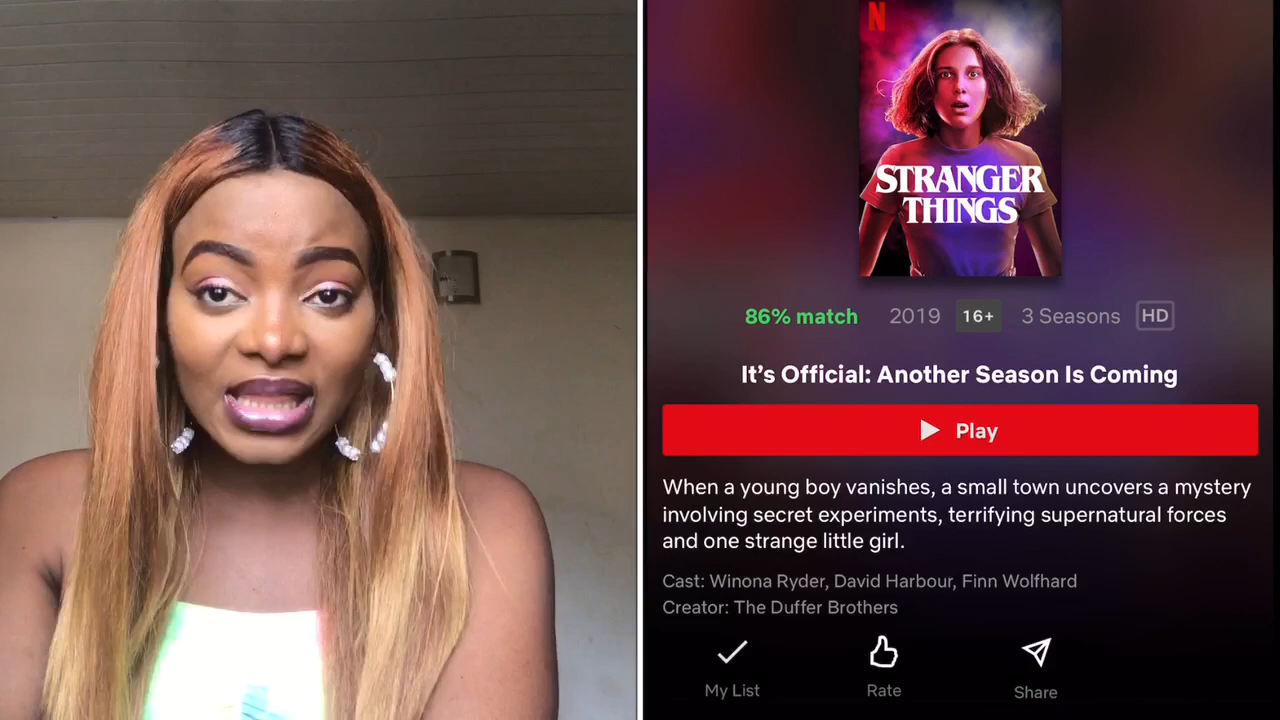 N
STRANGER
THINGS
86% match 2019 16+ 3 Seasons HD
It's Official: Another Season Is Coming
Play
When a young boy vanishes, a small town uncovers a mystery
involving secret experiments, terrifying supernatural forces
and one strange little girl.
Cast: Winona Ryder, David Harbour, Finn Wolfhard
Creator: The Duffer Brothers
My List Rate Share